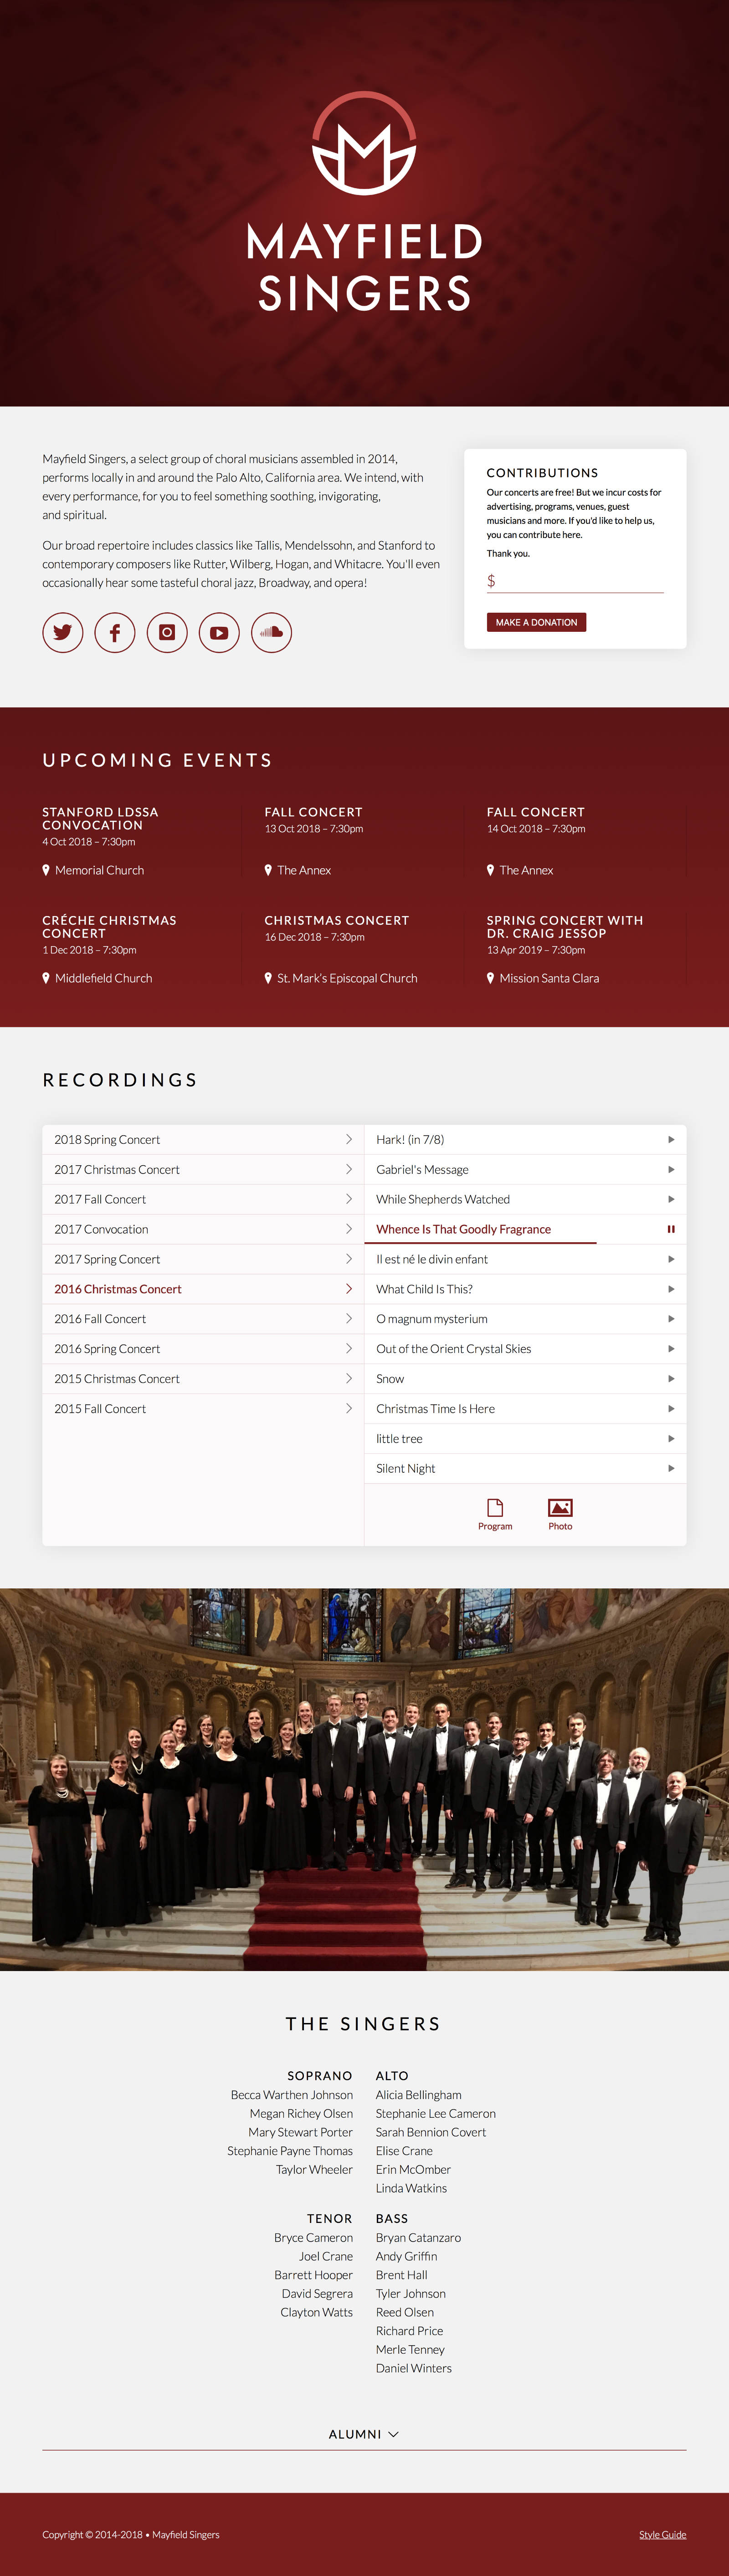 MAYFIELD
SINGERS
Mayfield Singers, a select group of choral musicians assembled in 2014,
performs locally in and around the Palo Alto, California area. We intend, with
every performance, for you to feel something soothing, invigorating,
and spiritual.
Our broad repertoire includes classics like Tallis, Mendelssohn, and Stanford to
contemporary composers like Rutter, Wilberg, Hogan, and Whitacre. You'll even
occasionally hear some tasteful choral jazz, Broadway, and opera!
CONTRIBUTIONS
Our concerts are free! But we incur costs for
advertising, programs, venues, guest
musicians and more. If you'd like to help us,
you can contribute here.
Thank you.
$
MAKE A DONATION
UPCOMING EVENTS
STANFORD LDSSA
CONVOCATION
4 Oct 2018 – 7:30pm
Memorial Church
FALL CONCERT
13 Oct 2018 – 7:30pm
The Annex
FALL CONCERT
14 Oct 2018 – 7:30pm
The Annex
CRÉCHE CHRISTMAS
CONCERT
1 Dec 2018 – 7:30pm
Middlefield Church
CHRISTMAS CONCERT
16 Dec 2018 – 7:30pm
St. Mark's Episcopal Church
SPRING CONCERT WITH
DR. CRAIG JESSOP
13 Apr 2019 – 7:30pm
Mission Santa Clara
RECORDINGS
2018 Spring Concert
2017 Christmas Concert
2017 Fall Concert
2017 Convocation
2017 Spring Concert
2016 Christmas Concert
2016 Fall Concert
2016 Spring Concert
2015 Christmas Concert
2015 Fall Concert
Hark! (in 7/8)
Gabriel's Message
While Shepherds Watched
Whence Is That Goodly Fragrance
Il est né le divin enfant
What Child Is This?
O magnum mysterium
Out of the Orient Crystal Skies
Snow
Christmas Time Is Here
little tree
Silent Night
Program
Photo
THE SINGERS
SOPRANO
Becca Warthen Johnson
Megan Richey Olsen
Mary Stewart Porter
Stephanie Payne Thomas
Taylor Wheeler
ALTO
Alicia Bellingham
Stephanie Lee Cameron
Sarah Bennion Covert
Elise Crane
Erin McOmber
Linda Watkins
TENOR
Bryce Cameron
Joel Crane
Barrett Hooper
David Segrera
Clayton Watts
BASS
Bryan Catanzaro
Andy Griffin
Brent Hall
Tyler Johnson
Reed Olsen
Richard Price
Merle Tenney
Daniel Winters
ALUMNI
Copyright © 2014-2018 • Mayfield Singers
Style Guide